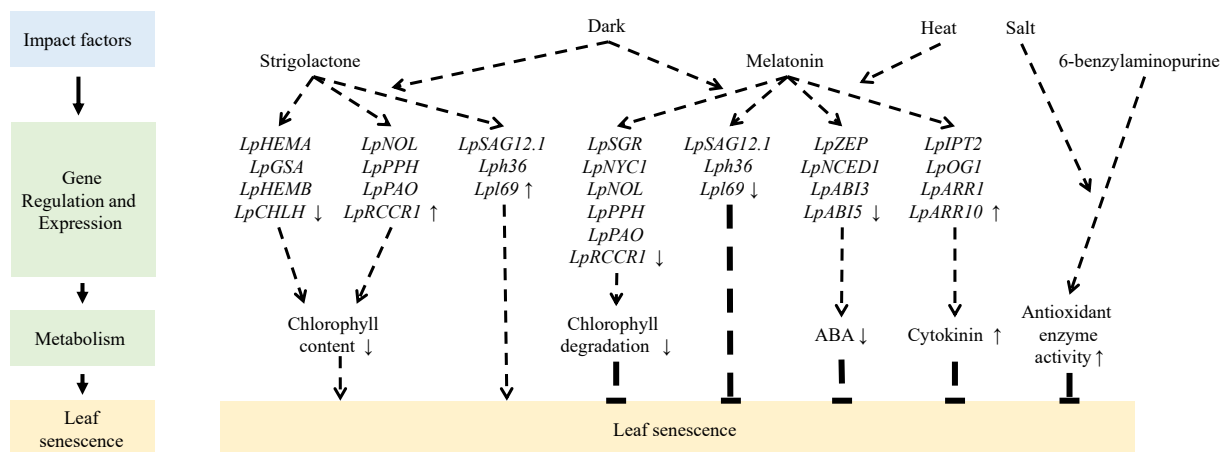 Impact factors
Gene
Regulation and
Expression
Metabolism
Leaf
senescence
Dark
Heat
Salt
Strigolactone
Melatonin
6-benzylaminopurine
LpHEMA
LpGSA
LpHEMB
LpCHLH ↓
LpNOL
LpPPH
LpPAO
LpRCCR1 ↑
LpSAG12.1
Lph36
Lpl69 ↑
LpSGR
LpNYC1
LpNOL
LpPPH
LpPAO
LpRCCR1 ↓
LpSAG12.1
Lph36
Lpl69 ↓
LpZEP
LpNCED1
LpABI3
LpABI5 ↓
LpIPT2
LpOG1
LpARR1
LpARR10 ↑
Chlorophyll
content ↓
Chlorophyll
degradation ↓
ABA ↓
Cytokinin ↑
Antioxidant
enzyme
activity ↑
Leaf senescence